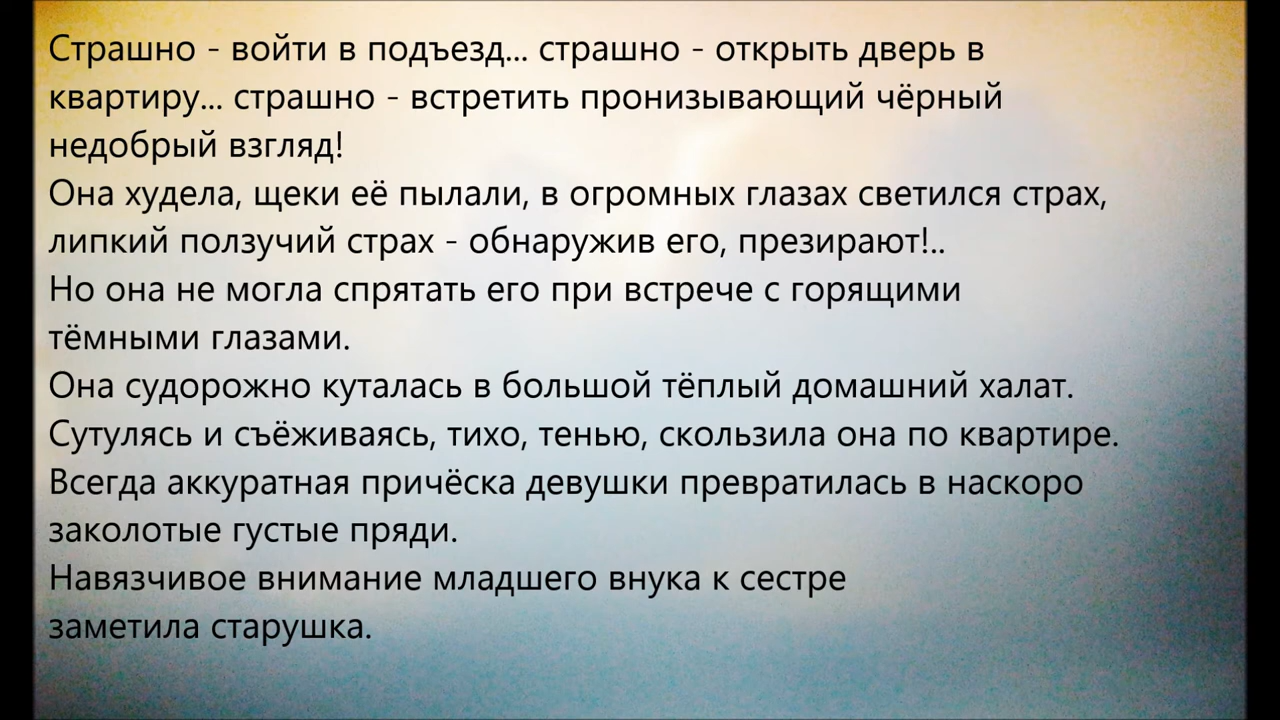 Страшно - войти в подъезд... страшно - открыть дверь в
квартиру... страшно - встретить пронизывающий чёрный
недобрый взгляд!
Она худела, щеки её пылали, в огромных глазах светился страх,
липкий ползучий страх - обнаружив его, презирают!..
Но она не могла спрятать его при встрече с горящими
тёмными глазами.
Она судорожно куталась в большой тёплый домашний халат.
Сутулясь и съёживаясь, тихо, тенью, скользила она по квартире.
Всегда аккуратная причёска девушки превратилась в наскоро
заколотые густые пряди.
Навязчивое внимание младшего внука к сестре
заметила старушка.